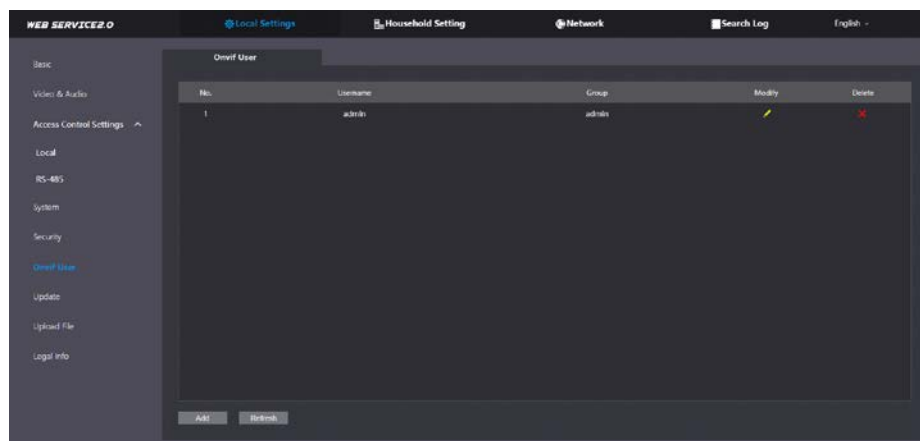 WEB SERVICE2.0 Local Settings Household Setting Network Search Log English
Basic
Video & Audio
Access Control Settings
Local
RS-485
System
Security
Onvif User
Update
Upload File
Legal Info
Onvif User
No. Username Group Modify Delete
1 admin admin
Add Refresh